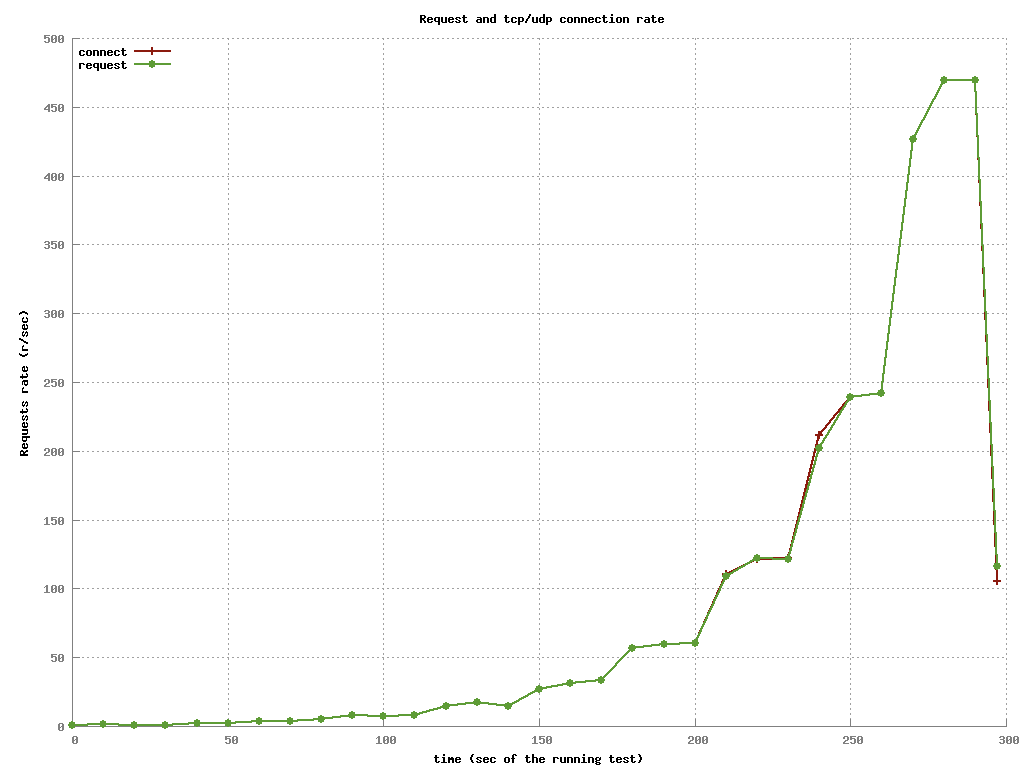 Request and tcp/udp connection rate
500
connect
request
450
400
350
300
250
200
150
100
50
0
Requests rate (r/sec)
0 50 100 150 200 250 300
time (sec of the running test)